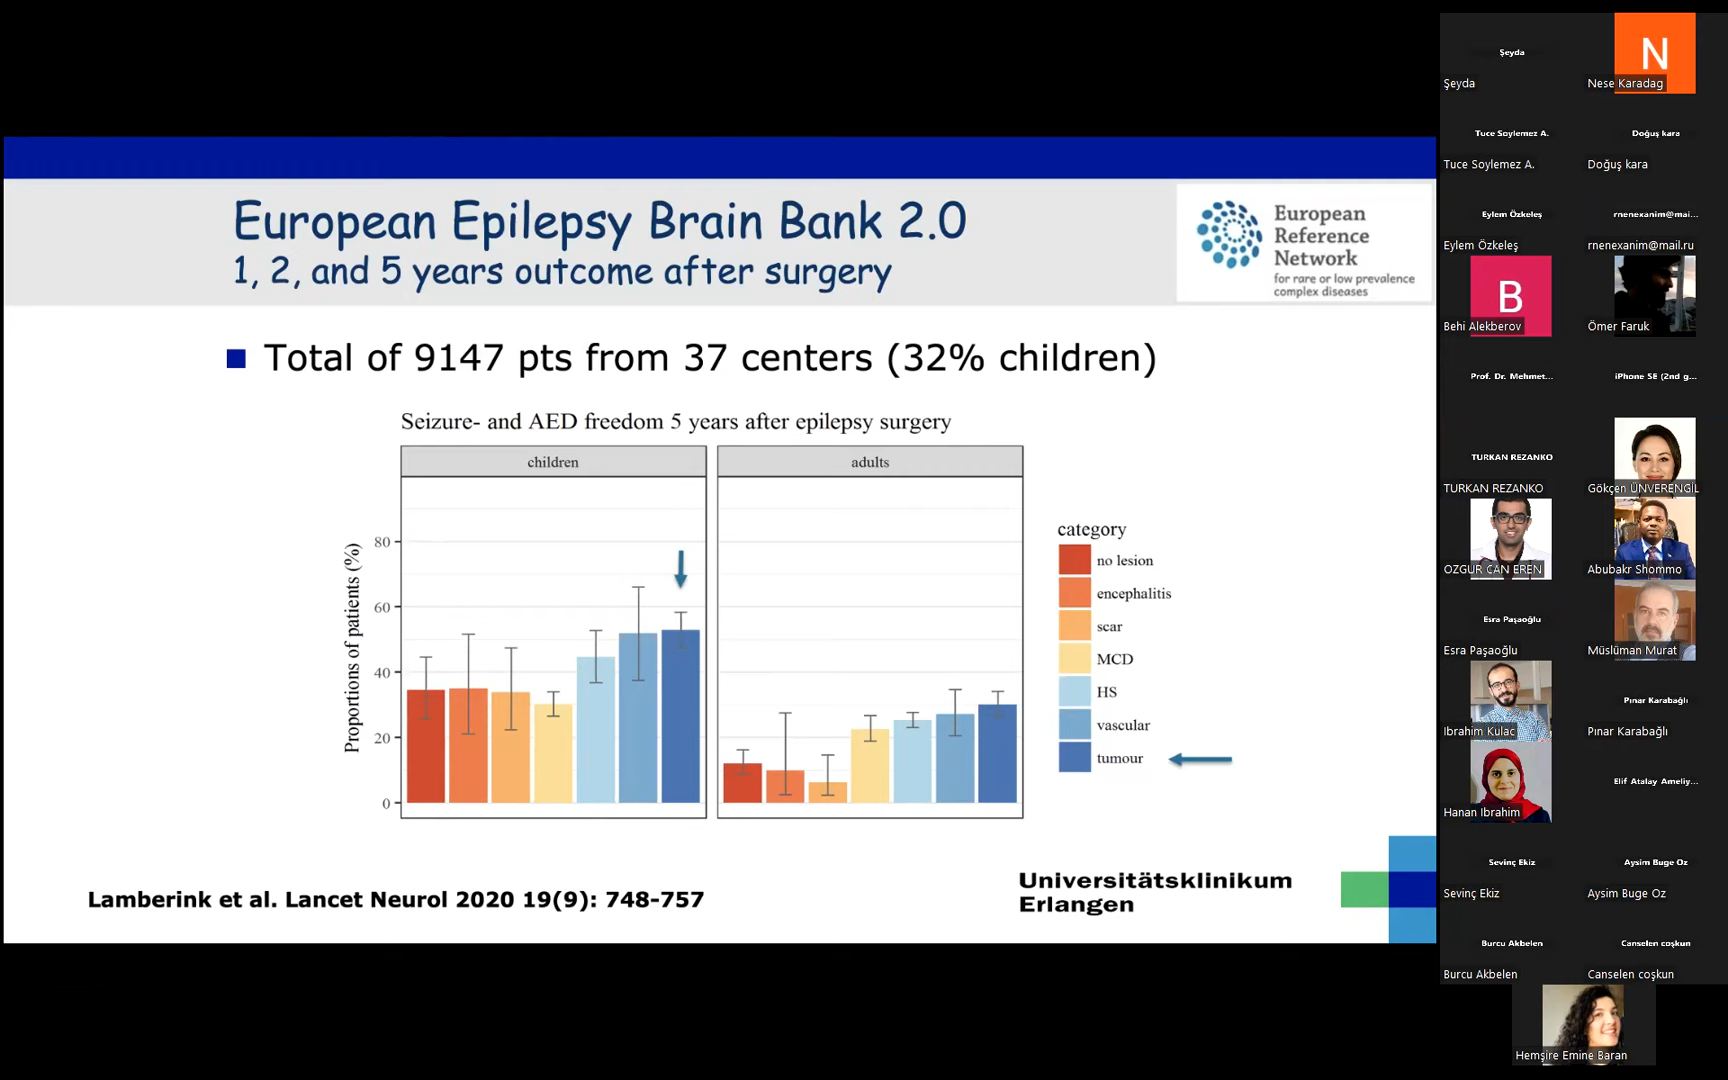 European Epilepsy Brain Bank 2.0
1, 2, and 5 years outcome after surgery
European
Reference
Network
for rare or low prevalence
complex diseases
Total of 9147 pts from 37 centers (32% children)
Seizure- and AED freedom 5 years after epilepsy surgery
children
adults
Proportions of patients (%)
80
60
40
20
0
category
no lesion
encephalitis
scar
MCD
HS
vascular
tumour
Lamberink et al. Lancet Neurol 2020 19(9): 748-757
Universitätsklinikum
Erlangen
Şeyda
Şeyda
N
Nese Karadag
Tuce Soylemez A.
Tuce Soylemez A.
Doğuş kara
Doğuş kara
Eylem Özkeleş
Eylem Özkeleş
rnenexanim@mai...
rnenexanim@mail.ru
B
Behi Alekberov
Ömer Faruk
Prof. Dr. Mehmet...
iPhone SE (2nd g...
TURKAN REZANKO
TURKAN REZANKO
Gökçen ÜNVERENGİL
OZGUR CAN EREN
Abubakr Shommo
Esra Paşaoğlu
Esra Paşaoğlu
Müslüman Murat
Ibrahim Kulac
Pınar Karabağlı
Pınar Karabağlı
Hanan Ibrahim
Elif Atalay Ameliy...
Sevinç Ekiz
Sevinç Ekiz
Aysim Buge Oz
Aysim Buge Oz
Burcu Akbelen
Burcu Akbelen
Canselen coşkun
Canselen coşkun
Hemşire Emine Baran